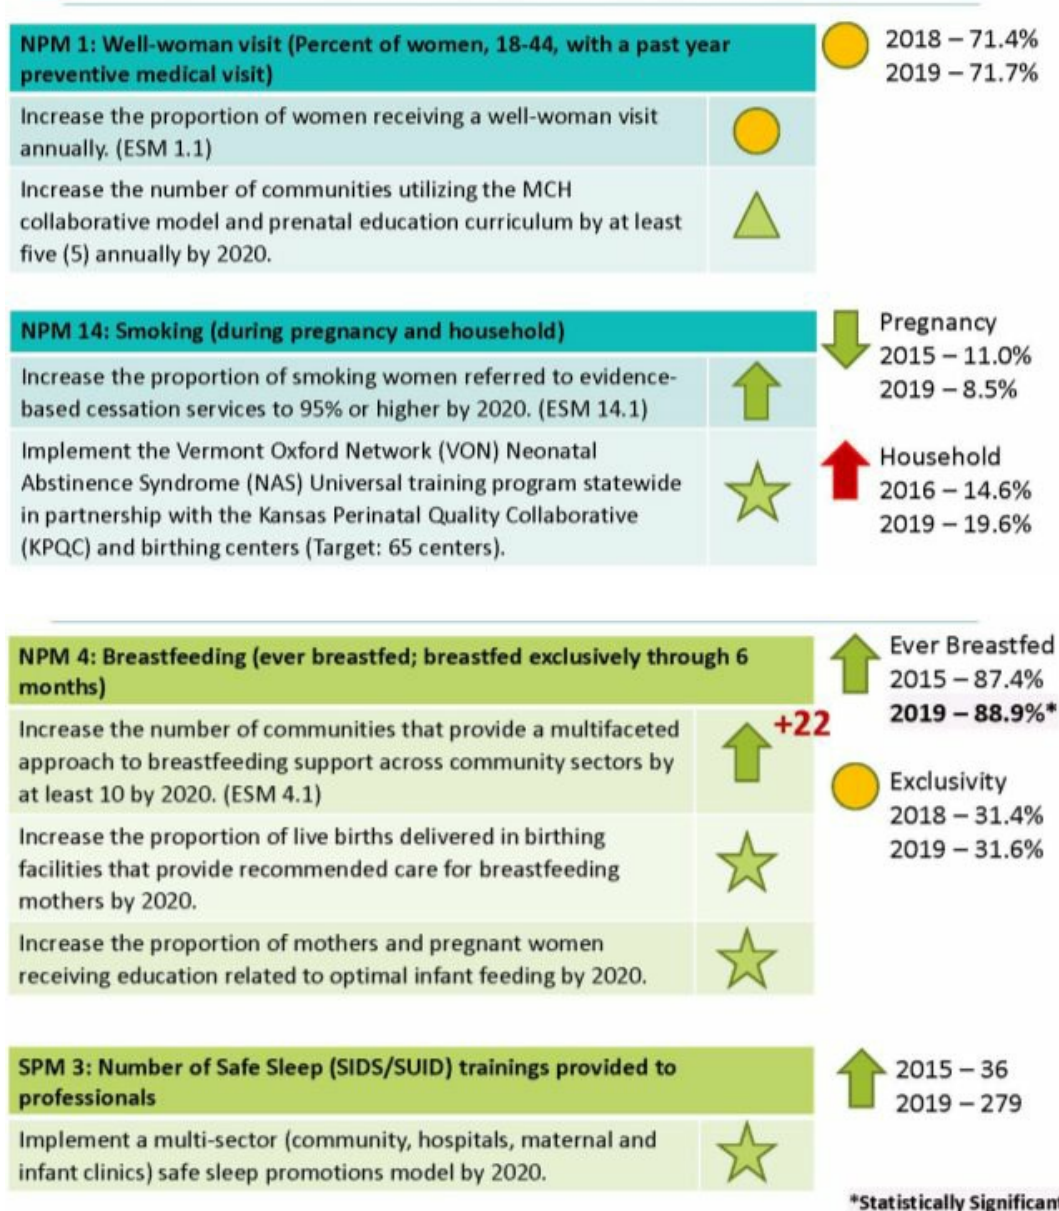 NPM 1: Well-woman visit (Percent of women, 18-44, with a past year
preventive medical visit)
2018 – 71.4%
2019 – 71.7%
Increase the proportion of women receiving a well-woman visit
annually. (ESM 1.1)
Increase the number of communities utilizing the MCH
collaborative model and prenatal education curriculum by at least
five (5) annually by 2020.
NPM 14: Smoking (during pregnancy and household)
Pregnancy
2015 – 11.0%
2019 – 8.5%
Increase the proportion of smoking women referred to evidence-
based cessation services to 95% or higher by 2020. (ESM 14.1)
Implement the Vermont Oxford Network (VON) Neonatal
Abstinence Syndrome (NAS) Universal training program statewide
in partnership with the Kansas Perinatal Quality Collaborative
(KPQC) and birthing centers (Target: 65 centers).
Household
2016 – 14.6%
2019 – 19.6%
NPM 4: Breastfeeding (ever breastfed; breastfed exclusively through 6
months)
Ever Breastfed
2015 – 87.4%
2019 – 88.9%*
Increase the number of communities that provide a multifaceted
approach to breastfeeding support across community sectors by
at least 10 by 2020. (ESM 4.1)
+22
Exclusivity
2018 – 31.4%
2019 – 31.6%
Increase the proportion of live births delivered in birthing
facilities that provide recommended care for breastfeeding
mothers by 2020.
Increase the proportion of mothers and pregnant women
receiving education related to optimal infant feeding by 2020.
SPM 3: Number of Safe Sleep (SIDS/SUID) trainings provided to
professionals
2015 – 36
2019 – 279
Implement a multi-sector (community, hospitals, maternal and
infant clinics) safe sleep promotions model by 2020.
*Statistically Significant